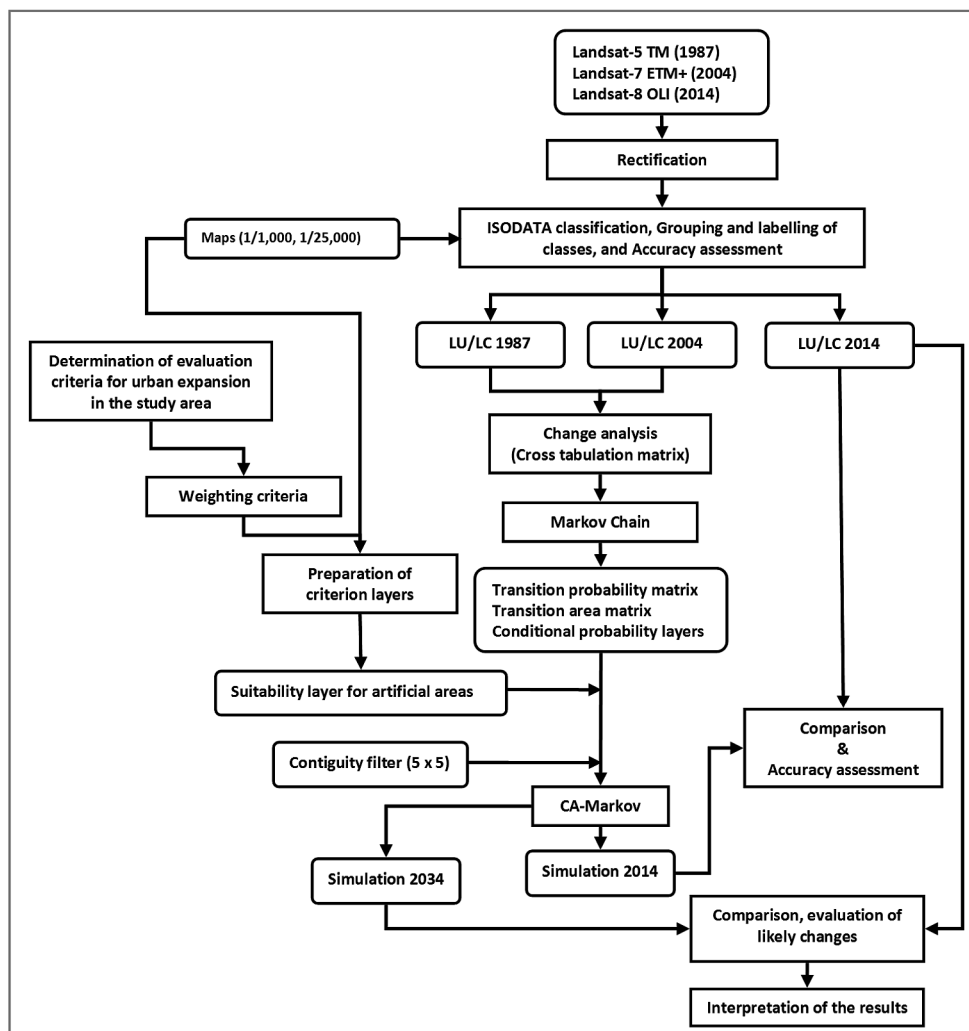 Landsat-5 TM (1987)
Landsat-7 ETM+ (2004)
Landsat-8 OLI (2014)
Rectification
Maps (1/1,000, 1/25,000)
ISODATA classification, Grouping and labelling of
classes, and Accuracy assessment
LU/LC 1987
LU/LC 2004
LU/LC 2014
Determination of evaluation
criteria for urban expansion
in the study area
Change analysis
(Cross tabulation matrix)
Weighting criteria
Markov Chain
Preparation of
criterion layers
Transition probability matrix
Transition area matrix
Conditional probability layers
Suitability layer for artificial areas
Comparison
&
Accuracy assessment
Contiguity filter (5 x 5)
CA-Markov
Simulation 2034
Simulation 2014
Comparison, evaluation of
likely changes
Interpretation of the results